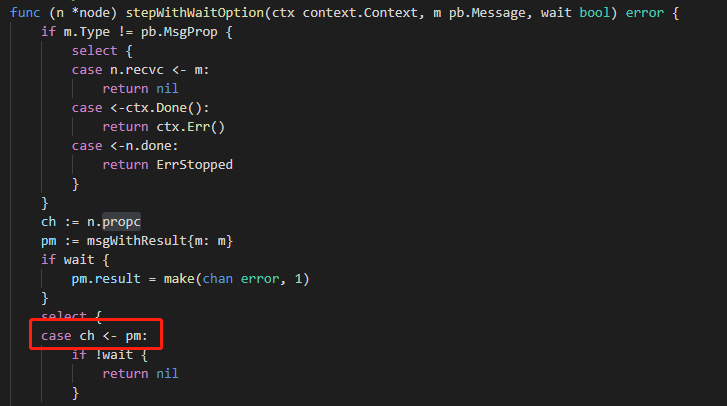 func (n *node) stepWithWaitOption(ctx context.Context, m pb.Message, wait bool) error {
    if m.Type != pb.MsgProp {
        select {
        case n.recvc <- m:
            return nil
        case <-ctx.Done():
            return ctx.Err()
        case <-n.done:
            return ErrStopped
        }
    }
    ch := n.propc
    pm := msgWithResult{m: m}
    if wait {
        pm.result = make(chan error, 1)
    }
    select {
    case ch <- pm:
        if !wait {
            return nil
        }